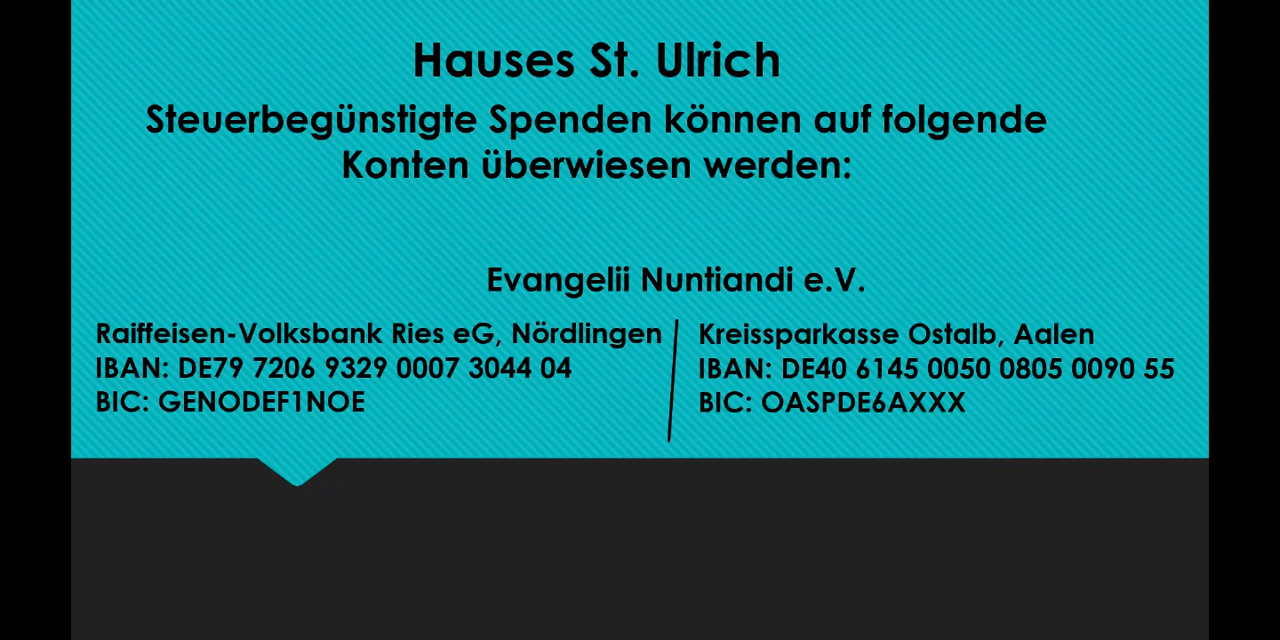 Hauses St. Ulrich
Steuerbegünstigte Spenden können auf folgende
Konten überwiesen werden:
Evangelii Nuntiandi e.V.
Raiffeisen-Volksbank Ries eG, Nördlingen
IBAN: DE79 7206 9329 0007 3044 04
BIC: GENODEF1NOE
Kreissparkasse Ostalb, Aalen
IBAN: DE40 6145 0050 0805 0090 55
BIC: OASPDE6AXXX